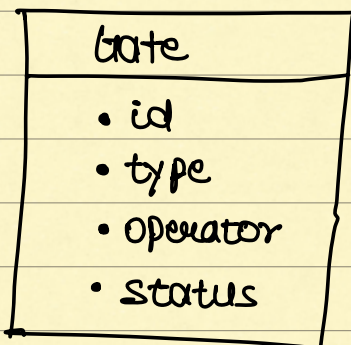 Gate
• id
• type
• operator
• status